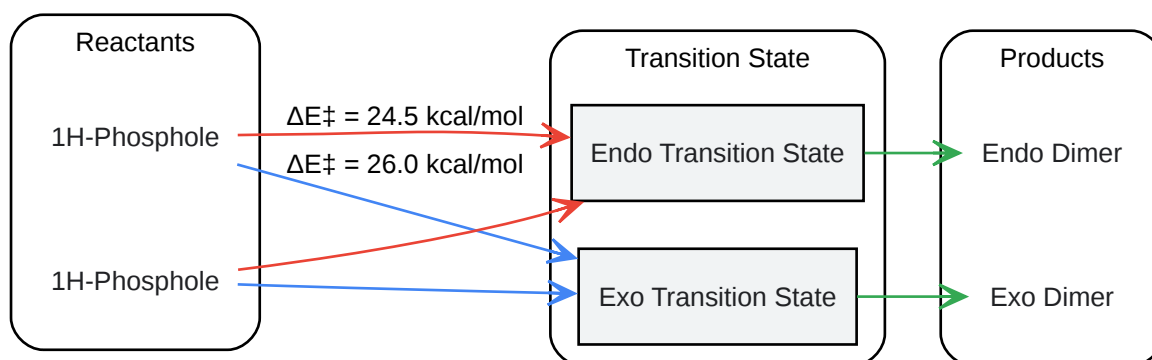 Reactants
Transition State
Products
1H-Phosphole
ΔE‡ = 24.5 kcal/mol
ΔE‡ = 26.0 kcal/mol
Endo Transition State
Endo Dimer
1H-Phosphole
Exo Transition State
Exo Dimer